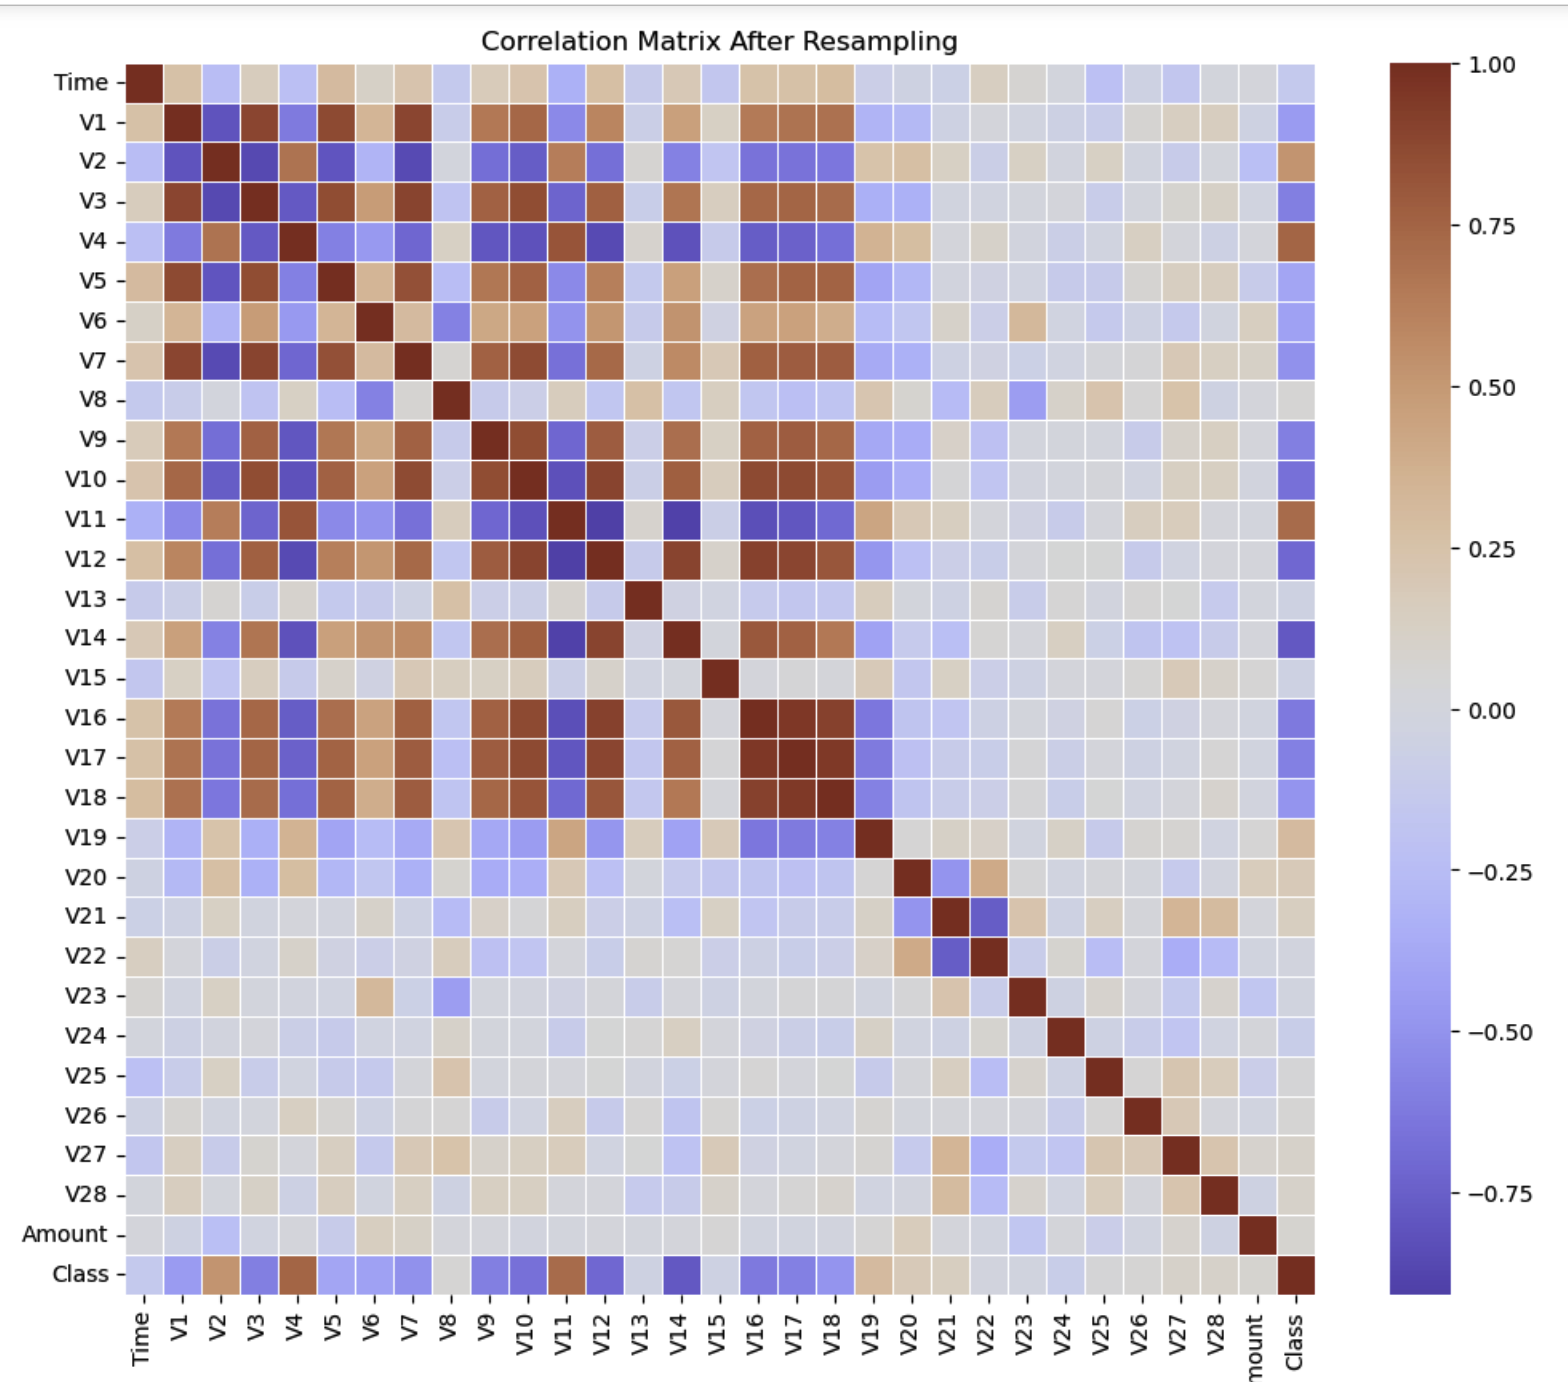 Correlation Matrix After Resampling
Time
V1
V2
V3
V4
V5
V6
V7
V8
V9
V10
V11
V12
V13
V14
V15
V16
V17
V18
V19
V20
V21
V22
V23
V24
V25
V26
V27
V28
Amount
Class
1.00
0.75
0.50
0.25
0.00
−0.25
−0.50
−0.75
Time V1 V2 V3 V4 V5 V6 V7 V8 V9 V10 V11 V12 V13 V14 V15 V16 V17 V18 V19 V20 V21 V22 V23 V24 V25 V26 V27 V28 mount Class